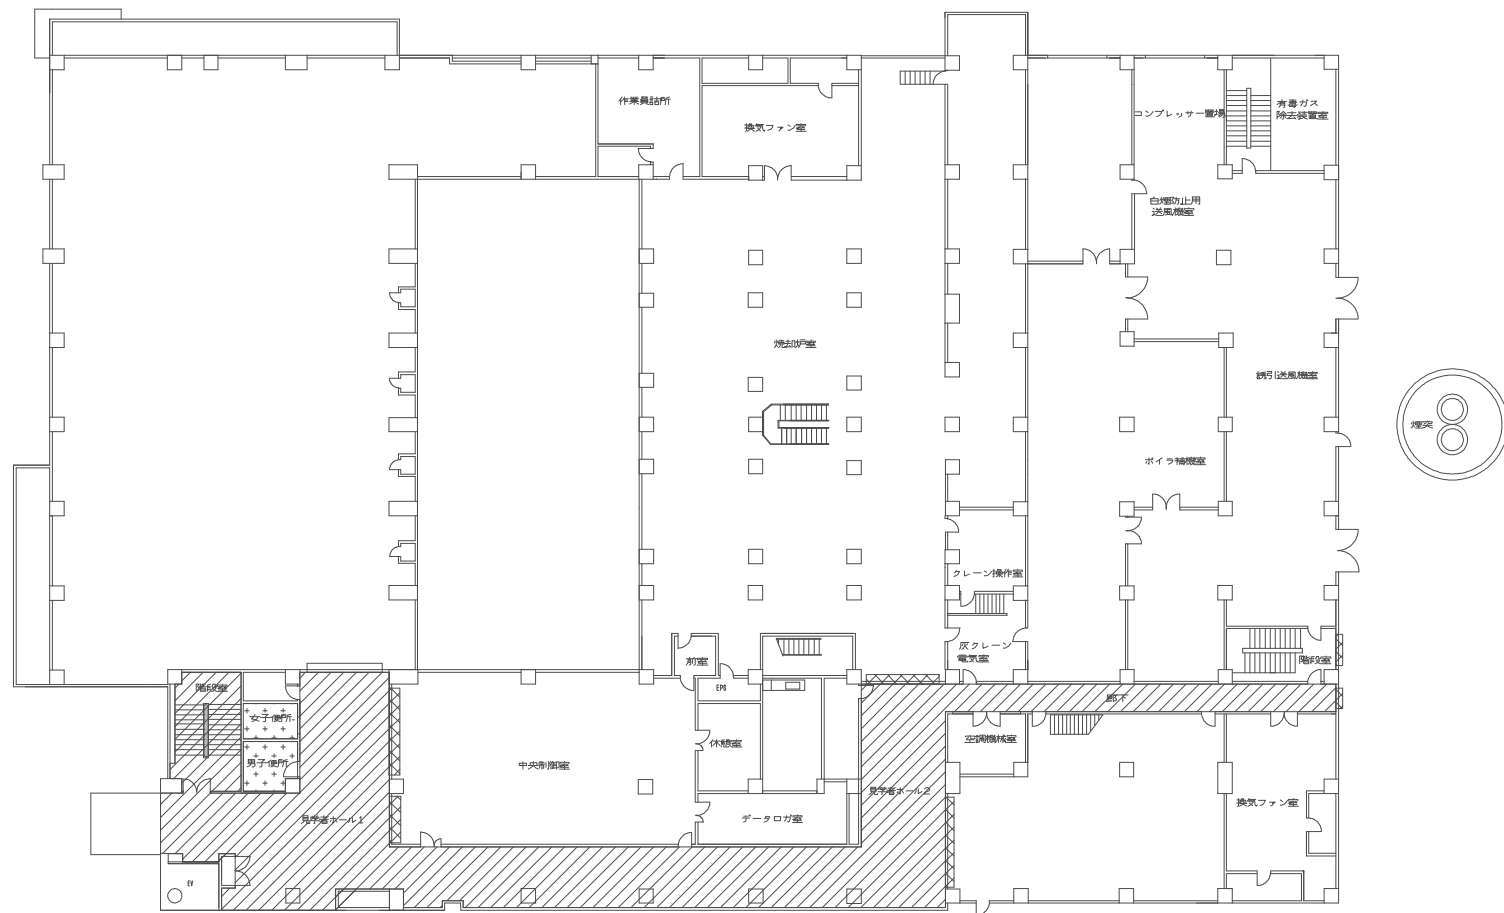 作業員詰所
換気ファン室
コンプレッサー置場
有毒ガス
除去装置室
白煙防止用
送風機室
焼却炉室
誘引送風機室
煙突
ボイラ補機室
クレーン操作室
灰クレーン
電気室
前室
階段室
階段室
EPS
廊下
女子便所
休憩室
空調機械室
男子便所
中央制御室
見学者ホール2
換気ファン室
見学者ホール1
データロガ室
EV